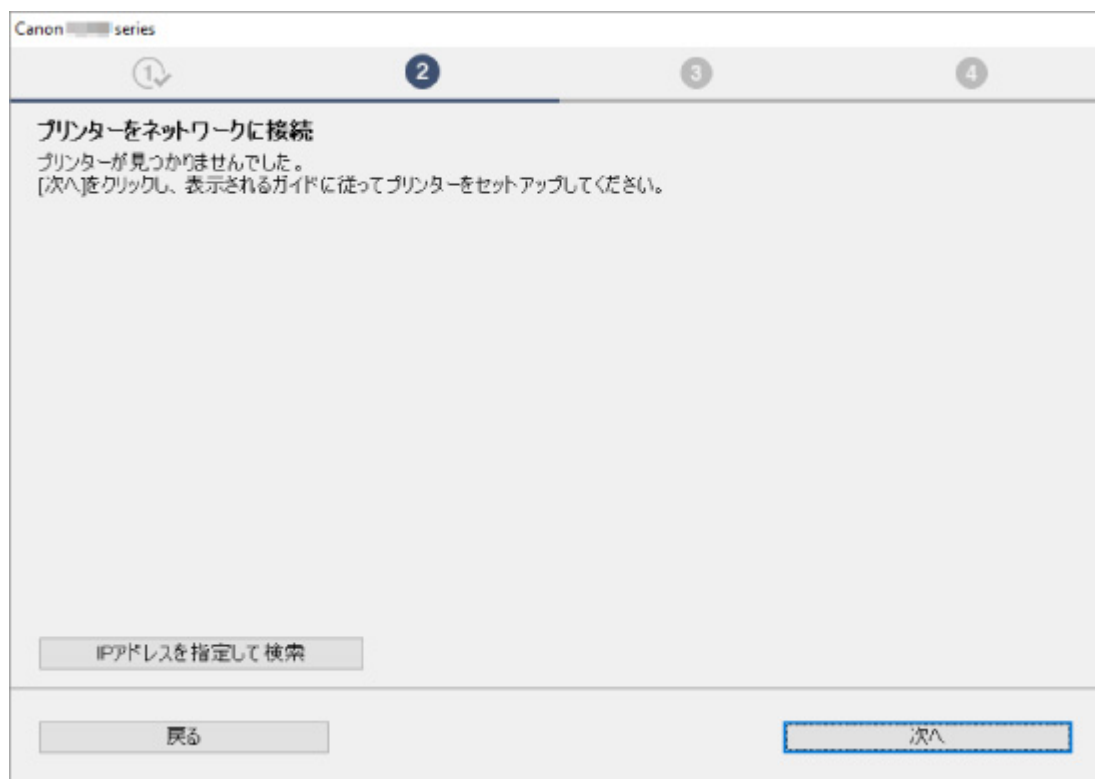 Canon series
1 2 3 4
プリンターをネットワークに接続
プリンターが見つかりませんでした。
[次へ]をクリックし、表示されるガイドに従ってプリンターをセットアップしてください。
IPアドレスを指定して検索
戻る 次へ